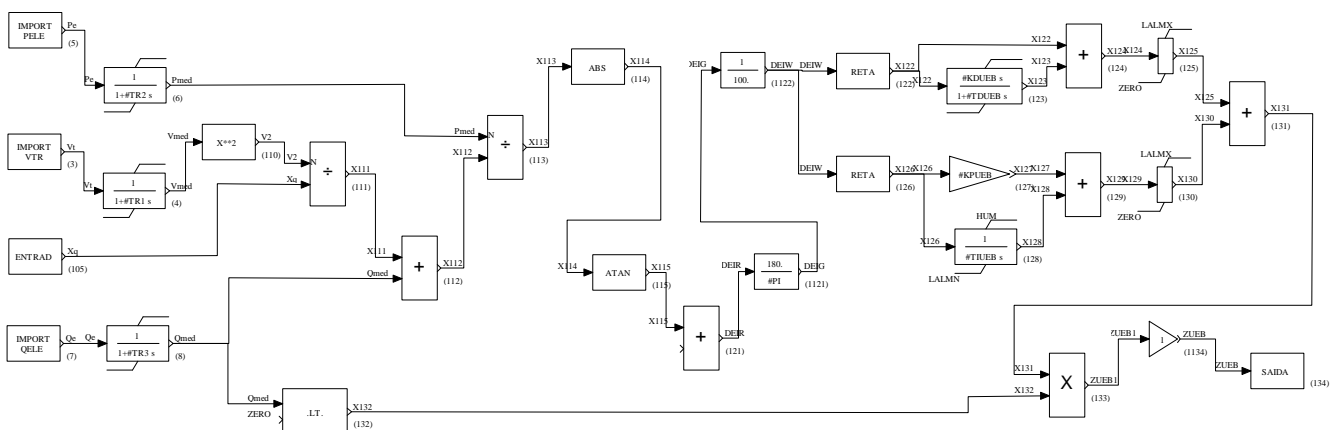 IMPORT
PELE
Pe
(5)
Pe
1
1+#TR2 s
Pmed
(6)
IMPORT
VTR
Vt
(3)
Vt
1
1+#TR1 s
Vmed
(4)
Vmed
X**2
V2
(110)
V2
N
Xq
÷
X111
(111)
ENTRAD
Xq
(105)
X111
Qmed
+
X112
(112)
IMPORT
QELE
Qe
(7)
Qe
1
1+#TR3 s
Qmed
(8)
Qmed
ZERO
.LT.
X132
(132)
Pmed
N
X112
÷
X113
(113)
X113
ABS
X114
(114)
X114
ATAN
X115
(115)
X115
+
DEIR
(121)
DEIR
180.
#PI
DEIG
(1121)
DEIG
1
100.
DEIW
(1122)
DEIW
RETA
X122
(122)
X122
X122
#KDUEB s
1+#TDUEB s
X123
(123)
X123
+
X124
(124)
X124
LALMX
ZERO
X125
(125)
DEIW
RETA
X126
(126)
X126
#KPUEB
X127
(127)
X126
HUM
1
#TIUEB s
LALMN
X128
(128)
X127
X128
+
X129
(129)
X129
LALMX
ZERO
X130
(130)
X125
X130
+
X131
(131)
X131
X132
X
ZUEB1
(133)
ZUEB1
1
ZUEB
(1134)
ZUEB
SAIDA
(134)